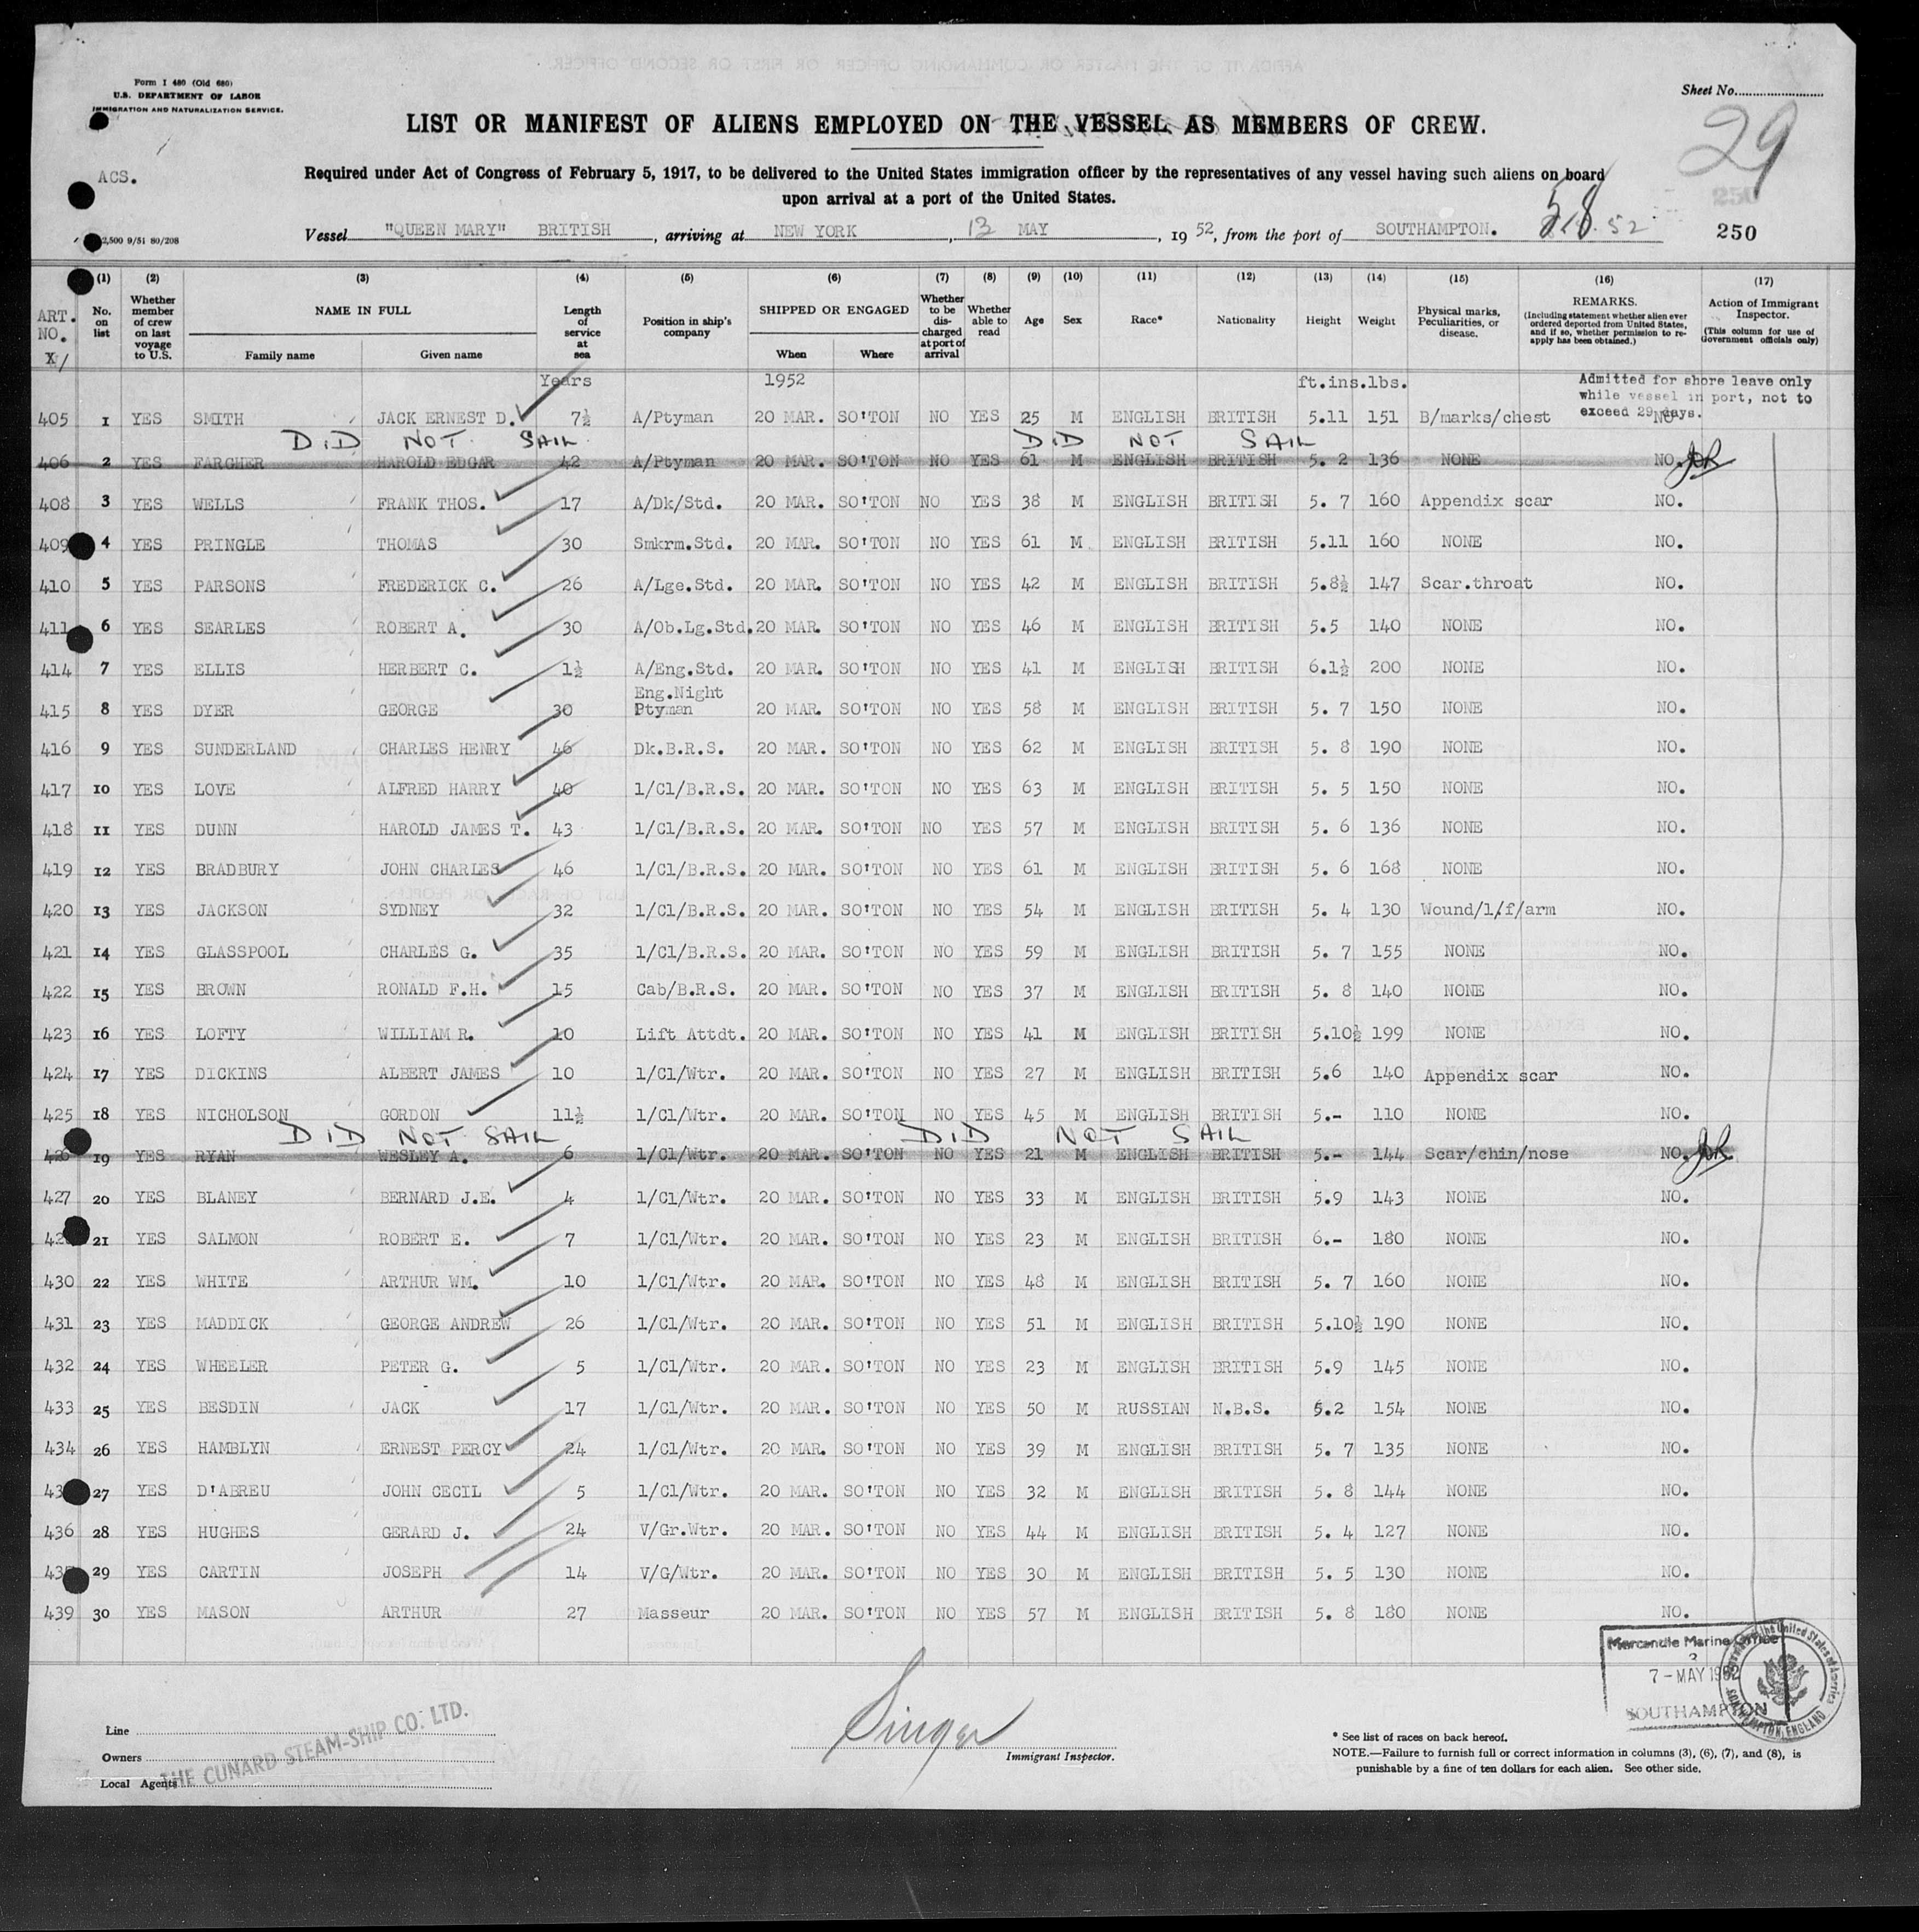 Form I 480 (Old 680)
U.S. DEPARTMENT OF LABOR
IMMIGRATION AND NATURALIZATION SERVICE.
Sheet No.
29
LIST OR MANIFEST OF ALIENS EMPLOYED ON THE VESSEL AS MEMBERS OF CREW.
ACS.
Required under Act of Congress of February 5, 1917, to be delivered to the United States immigration officer by the representatives of any vessel having such aliens on board
upon arrival at a port of the United States.
2,500 9/51 80/208
Vessel "QUEEN MARY" BRITISH, arriving at NEW YORK, 13 MAY, 19 52, from the port of SOUTHAMPTON. 52
250
(1) (2) (3) (4) (5) (6) (7) (8) (9) (10) (11) (12) (13) (14) (15) (16) (17)
ART. NO. X/ No. on list Whether member of crew on last voyage to U.S. NAME IN FULL Family name Given name Length of service at sea Position in ship's company SHIPPED OR ENGAGED When Where Whether to be discharged at port of arrival Whether able to read Age Sex Race* Nationality Height Weight Physical marks, Peculiarities, or disease. REMARKS. (Including statement whether alien ever ordered deported from United States, and if so, whether permission to re-apply has been obtained.) Action of Immigrant Inspector. (This column for use of Government officials only)
Years 1952 ft.ins.lbs. Admitted for shore leave only
while vessel in port, not to
exceed 29 days.
405 1 YES SMITH JACK ERNEST D. 7½ A/Ptyman 20 MAR. SO'TON NO YES 25 M ENGLISH BRITISH 5.11 151 B/marks/chest NO.
DID NOT SAIL DID NOT SAIL
406 2 YES FARGHER HAROLD EDGAR 42 A/Ptyman 20 MAR. SO'TON NO YES 61 M ENGLISH BRITISH 5. 2 136 NONE NO.
408 3 YES WELLS FRANK THOS. 17 A/Dk/Std. 20 MAR. SO'TON NO YES 38 M ENGLISH BRITISH 5. 7 160 Appendix scar NO.
409 4 YES PRINGLE THOMAS 30 Smkrm.Std. 20 MAR. SO'TON NO YES 61 M ENGLISH BRITISH 5.11 160 NONE NO.
410 5 YES PARSONS FREDERICK C. 26 A/Lge.Std. 20 MAR. SO'TON NO YES 42 M ENGLISH BRITISH 5.8½ 147 Scar.throat NO.
411 6 YES SEARLES ROBERT A. 30 A/Ob.Lg.Std. 20 MAR. SO'TON NO YES 46 M ENGLISH BRITISH 5.5 140 NONE NO.
414 7 YES ELLIS HERBERT C. 1½ A/Eng.Std. 20 MAR. SO'TON NO YES 41 M ENGLISH BRITISH 6.1½ 200 NONE NO.
Eng.Night
415 8 YES DYER GEORGE 30 Ptyman 20 MAR. SO'TON NO YES 58 M ENGLISH BRITISH 5. 7 150 NONE NO.
416 9 YES SUNDERLAND CHARLES HENRY 46 Dk.B.R.S. 20 MAR. SO'TON NO YES 62 M ENGLISH BRITISH 5. 8 190 NONE NO.
417 10 YES LOVE ALFRED HARRY 40 1/Cl/B.R.S. 20 MAR. SO'TON NO YES 63 M ENGLISH BRITISH 5. 5 150 NONE NO.
418 11 YES DUNN HAROLD JAMES T. 43 1/Cl/B.R.S. 20 MAR. SO'TON NO YES 57 M ENGLISH BRITISH 5. 6 136 NONE NO.
419 12 YES BRADBURY JOHN CHARLES 46 1/Cl/B.R.S. 20 MAR. SO'TON NO YES 61 M ENGLISH BRITISH 5. 6 168 NONE NO.
420 13 YES JACKSON SYDNEY 32 1/Cl/B.R.S. 20 MAR. SO'TON NO YES 54 M ENGLISH BRITISH 5. 4 130 Wound/l/f/arm NO.
421 14 YES GLASSPOOL CHARLES G. 35 1/Cl/B.R.S. 20 MAR. SO'TON NO YES 59 M ENGLISH BRITISH 5. 7 155 NONE NO.
422 15 YES BROWN RONALD F.H. 15 Cab/B.R.S. 20 MAR. SO'TON NO YES 37 M ENGLISH BRITISH 5. 8 140 NONE NO.
423 16 YES LOFTY WILLIAM R. 10 Lift Attdt. 20 MAR. SO'TON NO YES 41 M ENGLISH BRITISH 5.10½ 199 NONE NO.
424 17 YES DICKINS ALBERT JAMES 10 1/Cl/Wtr. 20 MAR. SO'TON NO YES 27 M ENGLISH BRITISH 5.6 140 Appendix scar NO.
425 18 YES NICHOLSON GORDON 11½ 1/Cl/Wtr. 20 MAR. SO'TON NO YES 45 M ENGLISH BRITISH 5.- 110 NONE NO.
DID NOT SAIL DID NOT SAIL
426 19 YES RYAN WESLEY A. 6 1/Cl/Wtr. 20 MAR. SO'TON NO YES 21 M ENGLISH BRITISH 5.- 144 Scar/chin/nose NO.
427 20 YES BLANEY BERNARD J.E. 4 1/Cl/Wtr. 20 MAR. SO'TON NO YES 33 M ENGLISH BRITISH 5.9 143 NONE NO.
21 YES SALMON ROBERT E. 7 1/Cl/Wtr. 20 MAR. SO'TON NO YES 23 M ENGLISH BRITISH 6.- 180 NONE NO.
430 22 YES WHITE ARTHUR WM. 10 1/Cl/Wtr. 20 MAR. SO'TON NO YES 48 M ENGLISH BRITISH 5. 7 160 NONE NO.
431 23 YES MADDICK GEORGE ANDREW 26 1/Cl/Wtr. 20 MAR. SO'TON NO YES 51 M ENGLISH BRITISH 5.10½ 190 NONE NO.
432 24 YES WHEELER PETER G. 5 1/Cl/Wtr. 20 MAR. SO'TON NO YES 23 M ENGLISH BRITISH 5.9 145 NONE NO.
433 25 YES BESDIN JACK 17 1/Cl/Wtr. 20 MAR. SO'TON NO YES 50 M RUSSIAN N.B.S. 5.2 154 NONE NO.
434 26 YES HAMBLYN ERNEST PERCY 24 1/Cl/Wtr. 20 MAR. SO'TON NO YES 39 M ENGLISH BRITISH 5. 7 135 NONE NO.
27 YES D'ABREU JOHN CECIL 5 1/Cl/Wtr. 20 MAR. SO'TON NO YES 32 M ENGLISH BRITISH 5. 8 144 NONE NO.
436 28 YES HUGHES GERARD J. 24 V/Gr.Wtr. 20 MAR. SO'TON NO YES 44 M ENGLISH BRITISH 5. 4 127 NONE NO.
29 YES CARTIN JOSEPH 14 V/G/Wtr. 20 MAR. SO'TON NO YES 30 M ENGLISH BRITISH 5. 5 130 NONE NO.
439 30 YES MASON ARTHUR 27 Masseur 20 MAR. SO'TON NO YES 57 M ENGLISH BRITISH 5. 8 180 NONE NO.
Mercantile Marine Office
7 - MAY 1952
SOUTHAMPTON
Line
Owners
Local Agents
THE CUNARD STEAM-SHIP CO. LTD.
Singer
Immigrant Inspector.
* See list of races on back hereof.
NOTE.—Failure to furnish full or correct information in columns (3), (6), (7), and (8), is
punishable by a fine of ten dollars for each alien. See other side.